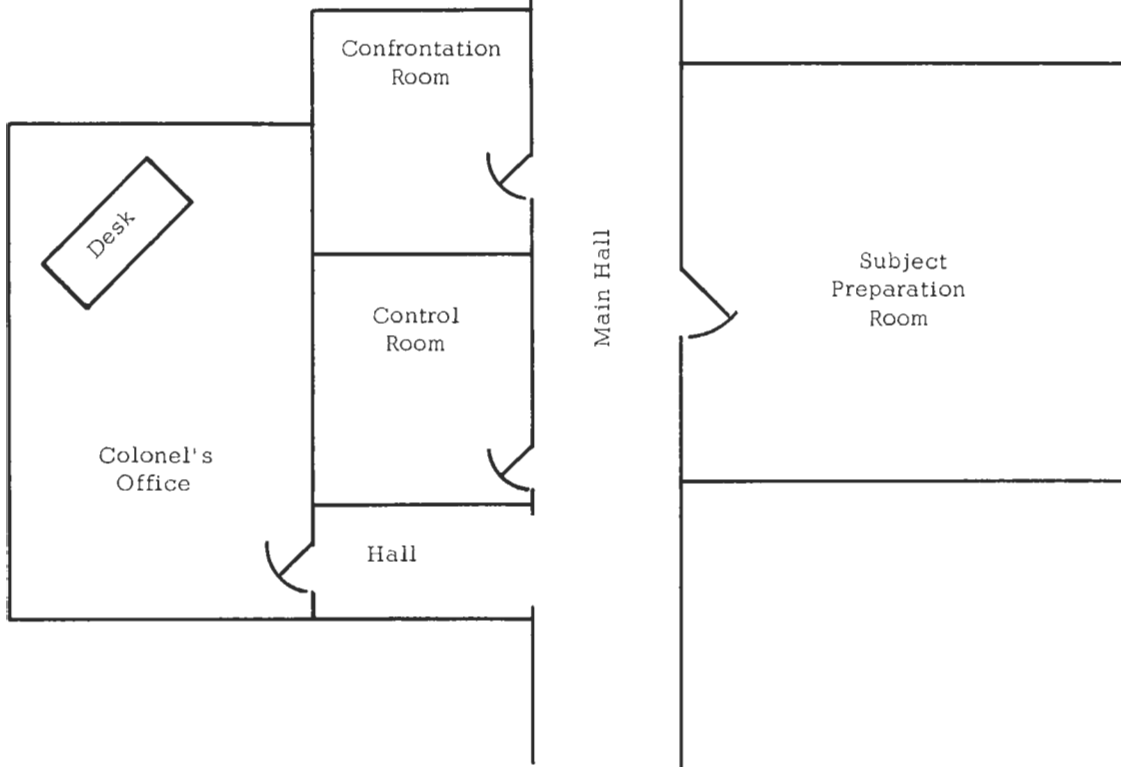 Confrontation
Room
Desk
Control
Room
Main Hall
Subject
Preparation
Room
Colonel's
Office
Hall